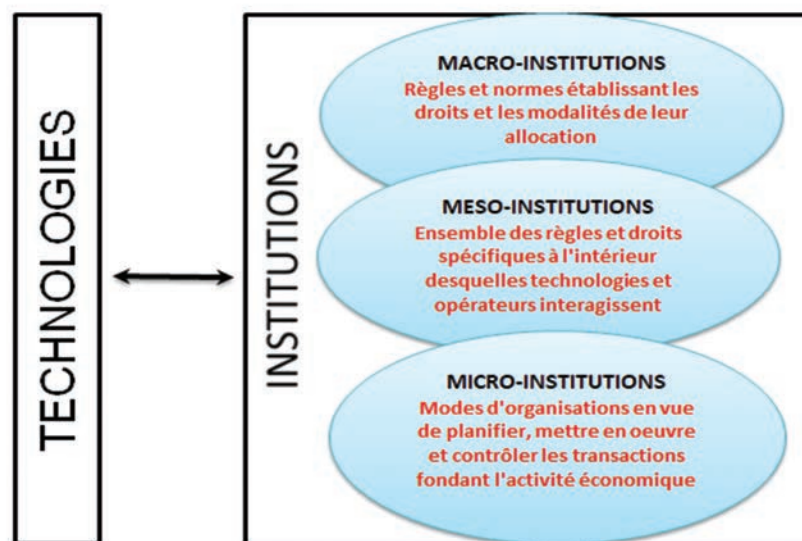 TECHNOLOGIES
INSTITUTIONS
MACRO-INSTITUTIONS
Règles et normes établissant les
droits et les modalités de leur
allocation
MESO-INSTITUTIONS
Ensemble des règles et droits
spécifiques à l'intérieur
desquelles technologies et
opérateurs interagissent
MICRO-INSTITUTIONS
Modes d'organisations en vue
de planifier, mettre en oeuvre
et contrôler les transactions
fondant l'activité économique